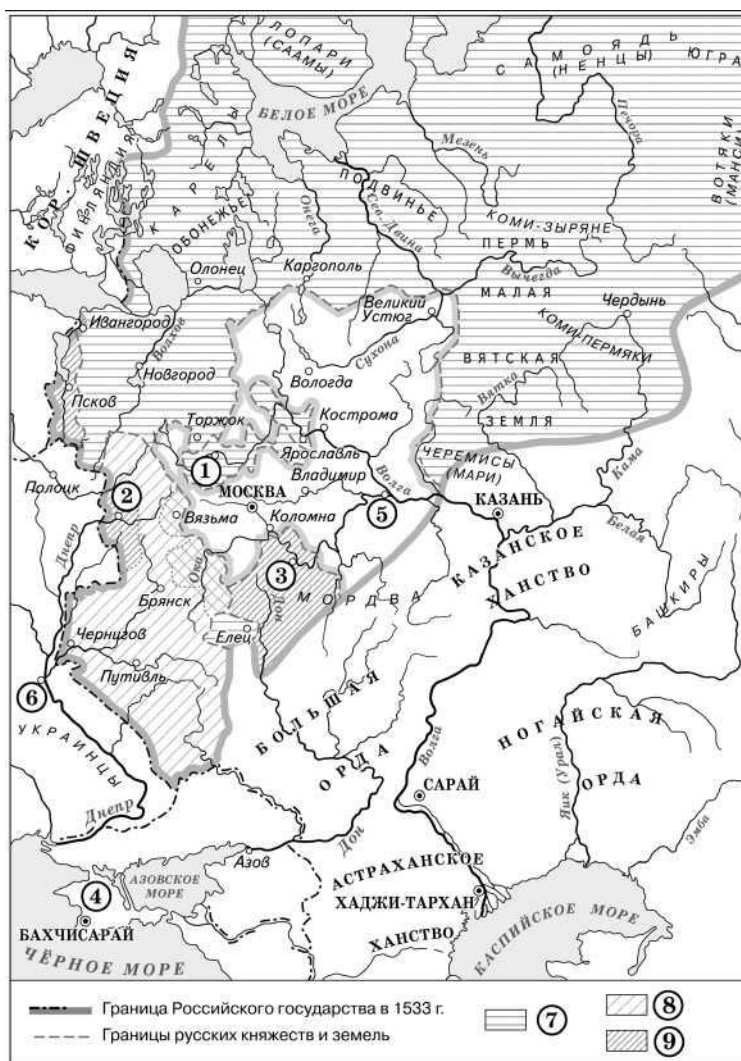 ЛОПАРИ
(СААМЫ)
САМОЯДЬ
(НЕНЦЫ)
ЮГРА
КОР. ШВЕЦИЯ
ФИНЛЯНДИЯ
БЕЛОЕ МОРЕ
Печора
Мезень
ВОТЯКИ
(МАНСИ)
КАРЕЛЫ
ПОДВИНЬЕ
Сев. Двина
Онега
ОБОНЕЖЬЕ
КОМИ-ЗЫРЯНЕ
ПЕРМЬ
Олонец
Каргополь
Вычегда
МАЛАЯ
Великий
Устюг
Чердынь
Ивангород
Волхов
Сухона
КОМИ-ПЕРМЯКИ
Новгород
Вологда
ВЯТСКАЯ
Псков
Вятка
Торжок
Кострома
ЗЕМЛЯ
1
Ярославль
ЧЕРЕМИСЫ
(МАРИ)
Полоцк
2
Владимир
Волга
Кама
МОСКВА
5
КАЗАНЬ
Днепр
Вязьма
Коломна
Белая
Ока
КАЗАНСКОЕ
ХАНСТВО
3
Дон
МОРДВА
БАШКИРЫ
Брянск
Елец
Чернигов
Путивль
6
УКРАИНЦЫ
БОЛЬШАЯ
ОРДА
Волга
НОГАЙСКАЯ
ОРДА
Яик (Урал)
САРАЙ
Эмба
Днепр
Дон
Азов
АСТРАХАНСКОЕ
АЗОВСКОЕ
МОРЕ
4
ХАДЖИ-ТАРХАН
БАХЧИСАРАЙ
ХАНСТВО
КАСПИЙСКОЕ МОРЕ
ЧЁРНОЕ МОРЕ
Граница Российского государства в 1533 г.
Границы русских княжеств и земель
7
8
9